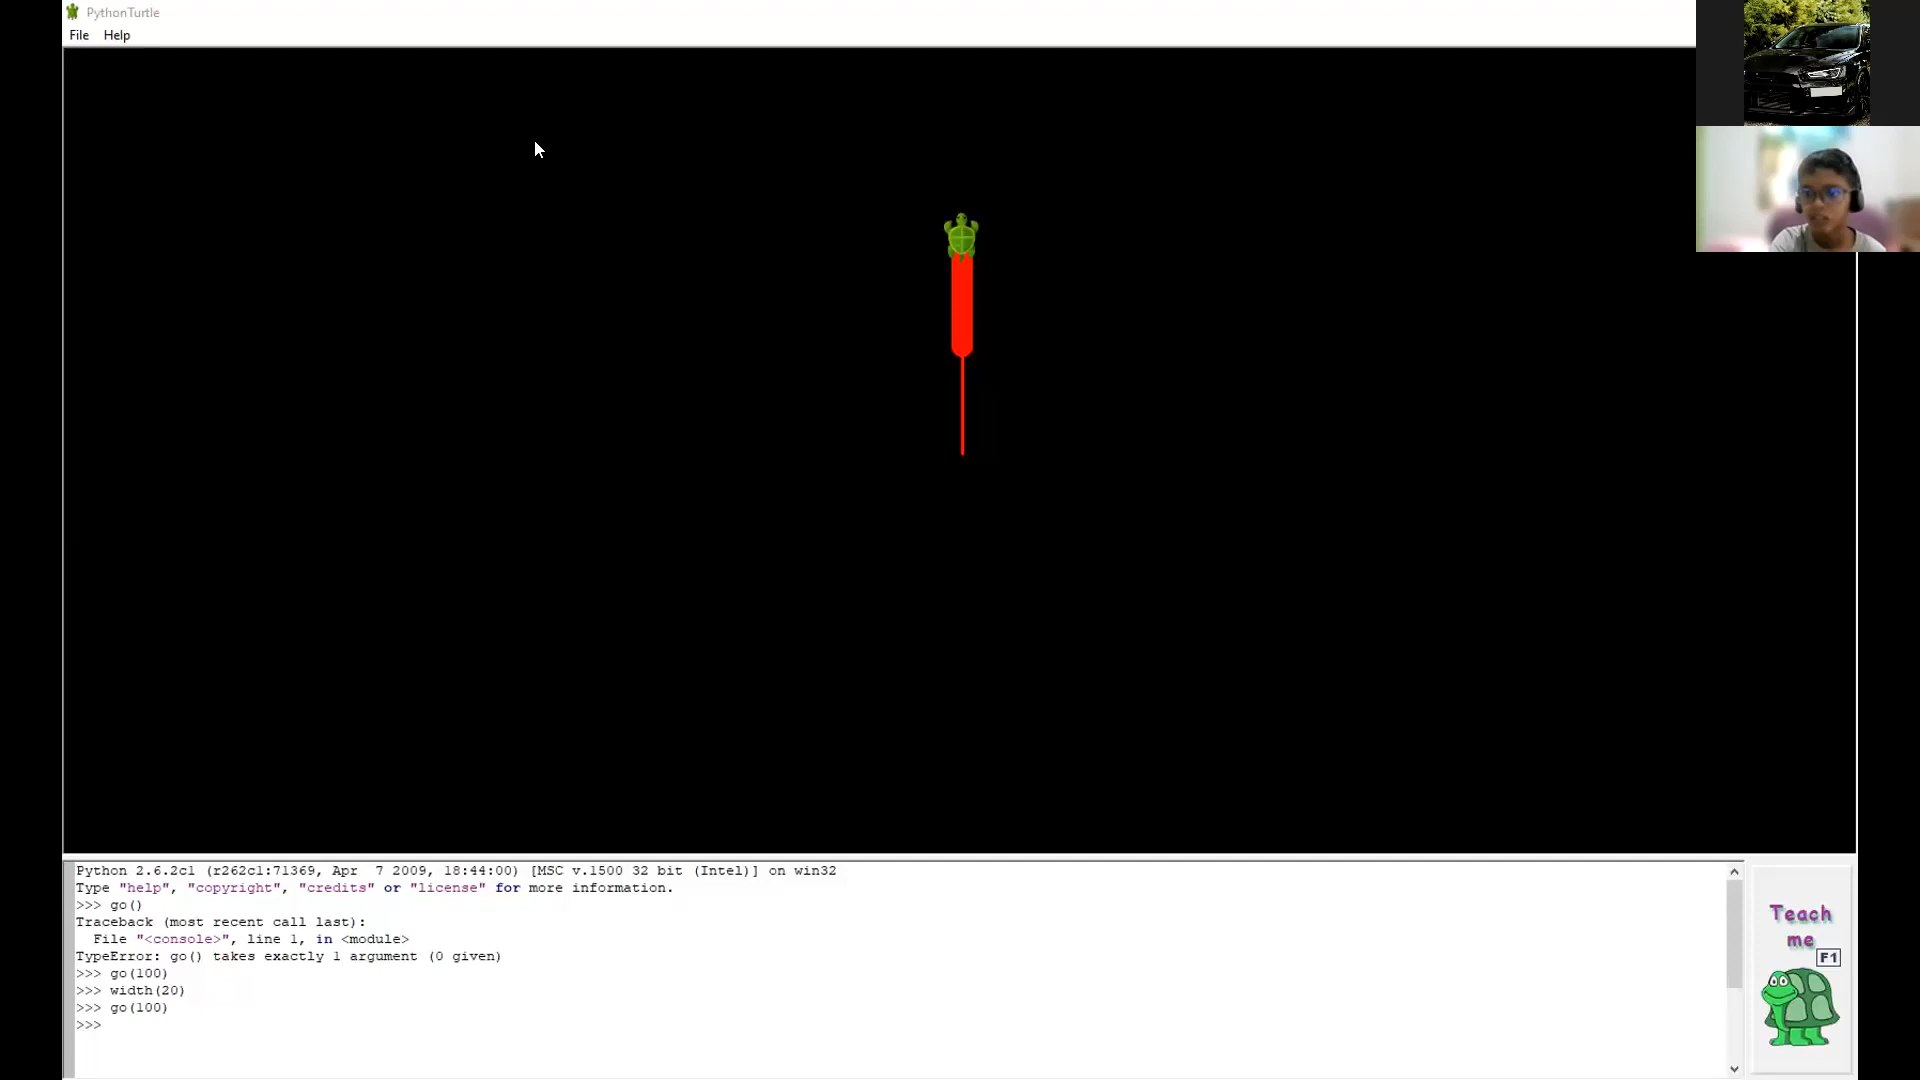 PythonTurtle
File Help
Python 2.6.2c1 (r262c1:71369, Apr  7 2009, 18:44:00) [MSC v.1500 32 bit (Intel)] on win32
Type "help", "copyright", "credits" or "license" for more information.
>>> go()
Traceback (most recent call last):
  File "<console>", line 1, in <module>
TypeError: go() takes exactly 1 argument (0 given)
>>> go(100)
>>> width(20)
>>> go(100)
>>>
Teach
me
F1